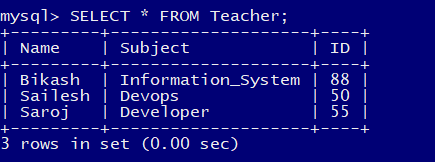 mysql> SELECT * FROM Teacher;
+---------+--------------------+----+
| Name    | Subject            | ID |
+---------+--------------------+----+
| Bikash  | Information_System | 88 |
| Sailesh | Devops             | 50 |
| Saroj   | Developer          | 55 |
+---------+--------------------+----+
3 rows in set (0.00 sec)